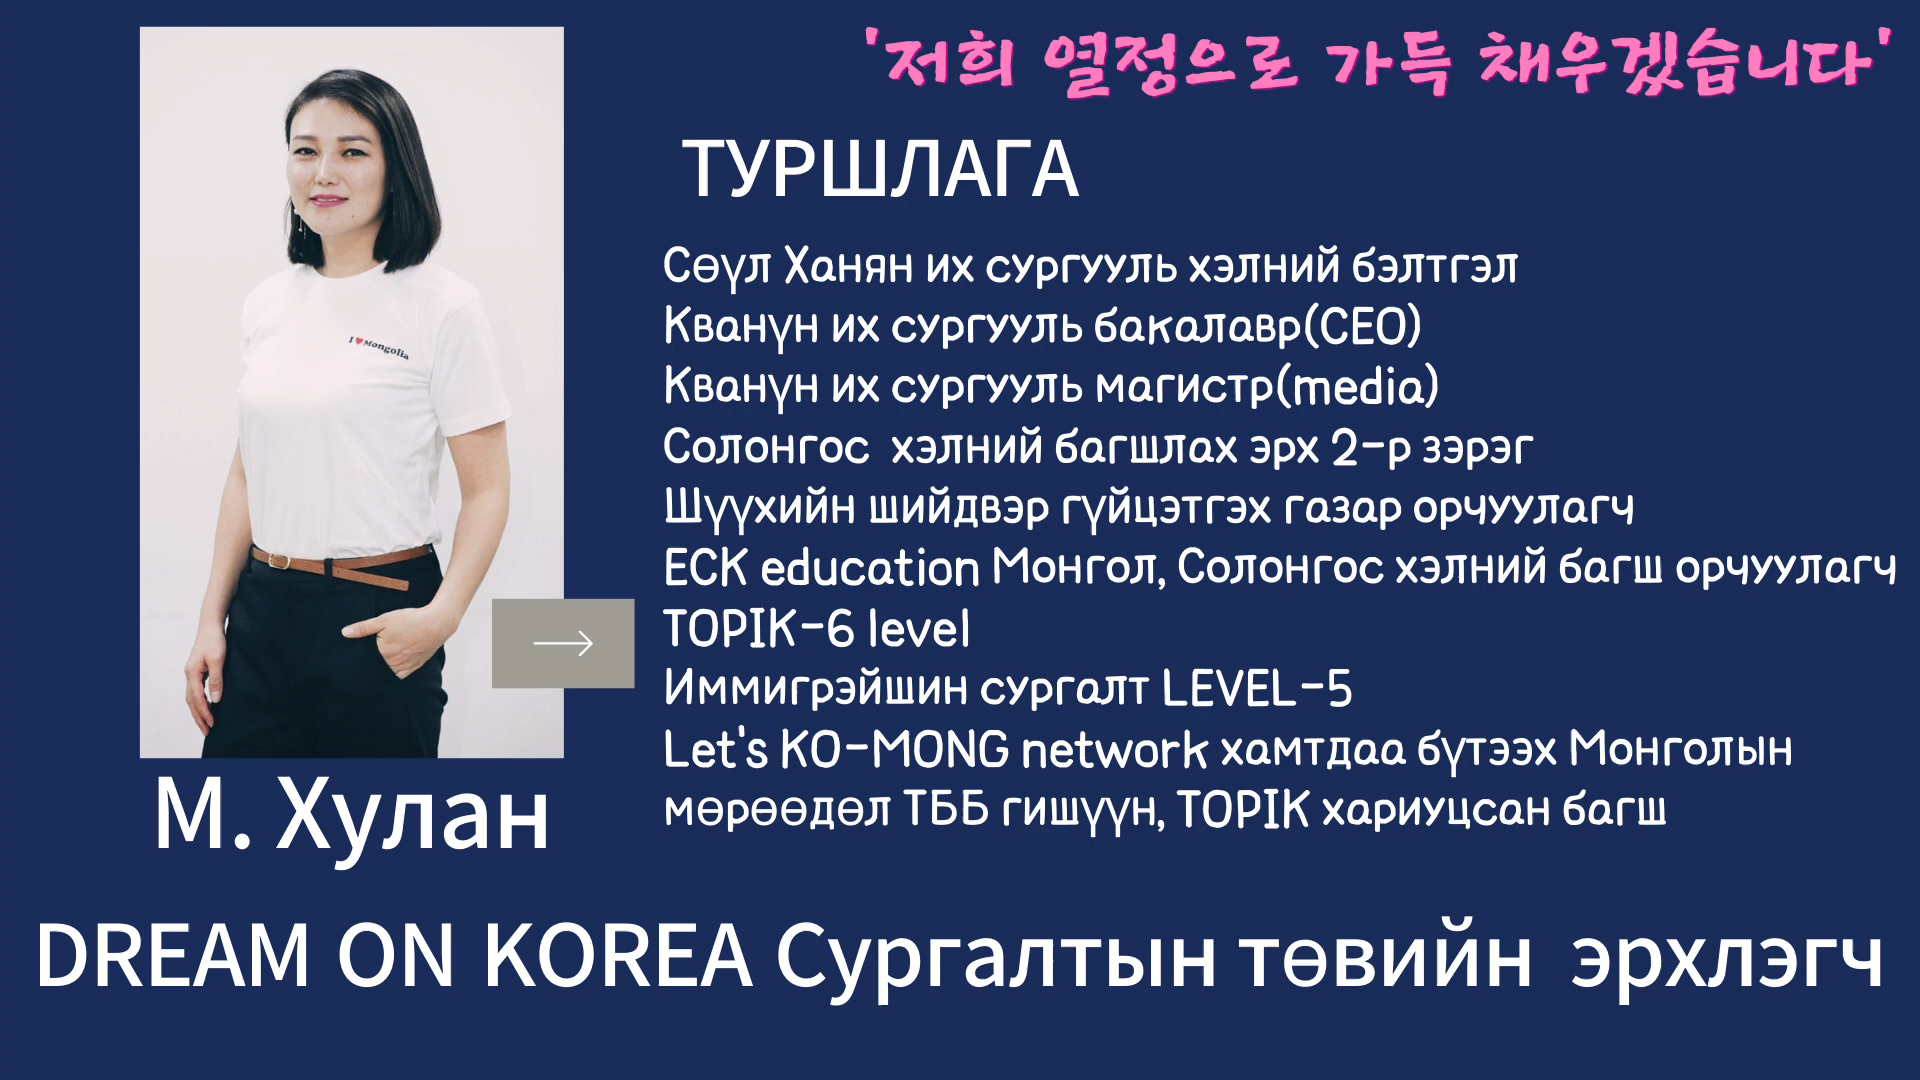 '저희 열정으로 가득 채우겠습니다'
ТУРШЛАГА
I ❤Mongolia
Сөүл Ханян их сургууль хэлний бэлтгэл
Кванүн их сургууль бакалавр(CEO)
Кванүн их сургууль магистр(media)
Солонгос хэлний багшлах эрх 2-р зэрэг
Шүүхийн шийдвэр гүйцэтгэх газар орчуулагч
ECK education Монгол, Солонгос хэлний багш орчуулагч
TOPIK-6 level
Иммигрэйшин сургалт LEVEL-5
Let's KO-MONG network хамтдаа бүтээх Монголын
мөрөөдөл ТББ гишүүн, TOPIK хариуцсан багш
М. Хулан
DREAM ON KOREA Сургалтын төвийн эрхлэгч